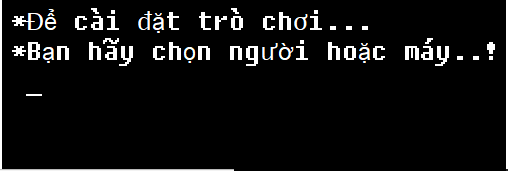 *Để cài đặt trò chơi...
*Bạn hãy chọn người hoặc máy..!
_